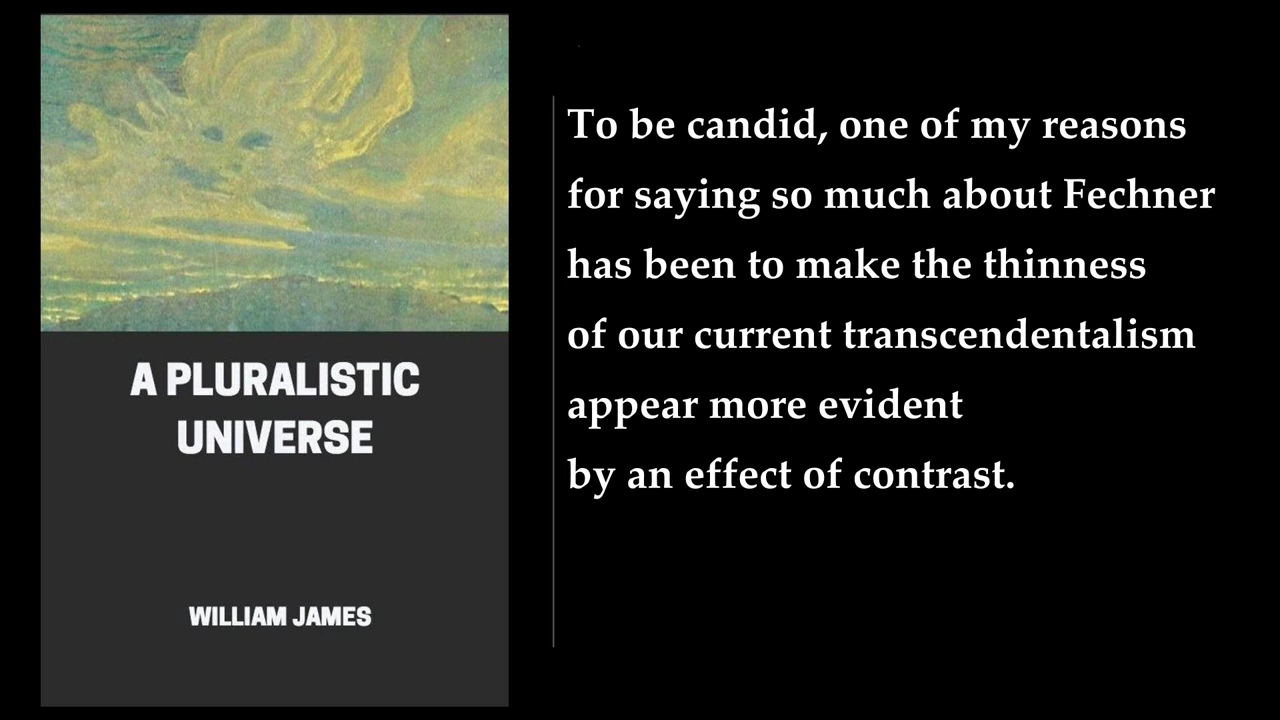 A PLURALISTIC
UNIVERSE
WILLIAM JAMES
To be candid, one of my reasons
for saying so much about Fechner
has been to make the thinness
of our current transcendentalism
appear more evident
by an effect of contrast.